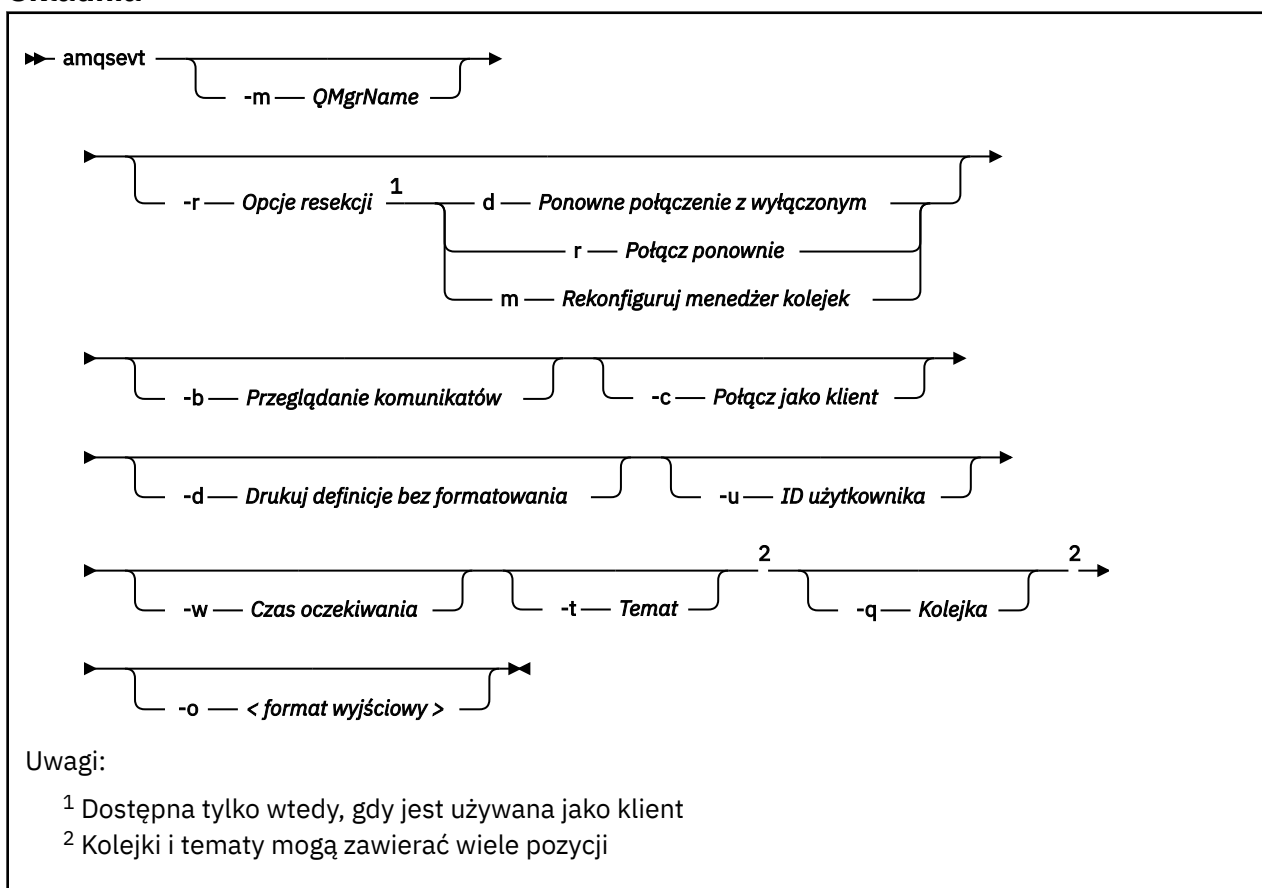 amqsevt
-m QMgrName
-r Opcje resekcji 1 d Ponowne połączenie z wyłączonym
r Połącz ponownie
m Rekonfiguruj menedżer kolejek
-b Przeglądanie komunikatów -c Połącz jako klient
-d Drukuj definicje bez formatowania -u ID użytkownika
-w Czas oczekiwania -t Temat 2 -q Kolejka 2
-o < format wyjściowy >
Uwagi:
1 Dostępna tylko wtedy, gdy jest używana jako klient
2 Kolejki i tematy mogą zawierać wiele pozycji